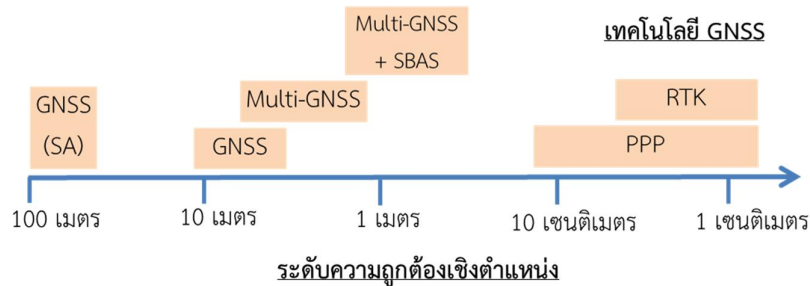 เทคโนโลยี GNSS
Multi-GNSS
+ SBAS
GNSS
(SA)
Multi-GNSS
RTK
GNSS
PPP
100 เมตร
10 เมตร
1 เมตร
10 เซนติเมตร
1 เซนติเมตร
ระดับความถูกต้องเชิงตำแหน่ง